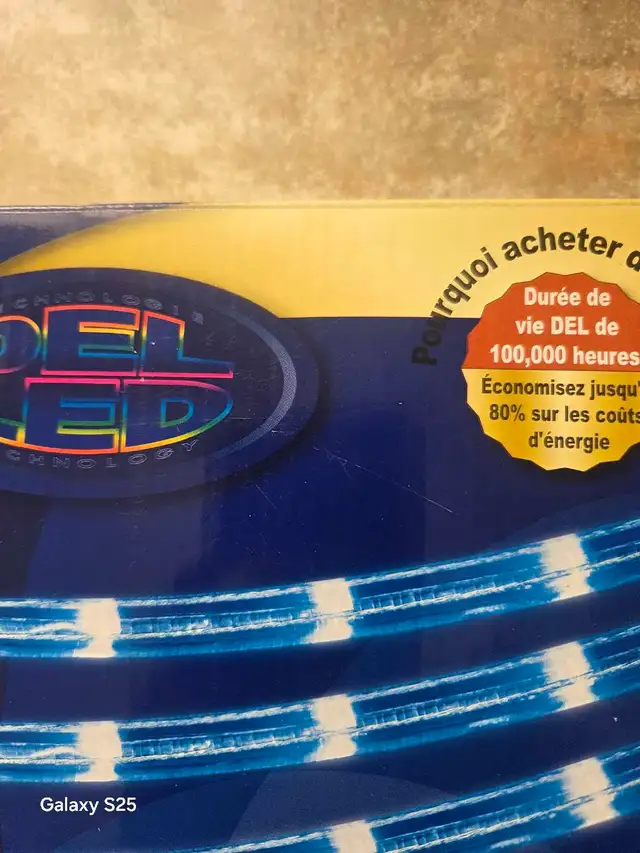 Pourquoi acheter d
Durée de
vie DEL de
100,000 heures
Économisez jusqu'
80% sur les coûts
d'énergie
TECHNOLOGIE
DEL
LED
TECHNOLOGY
Galaxy S25